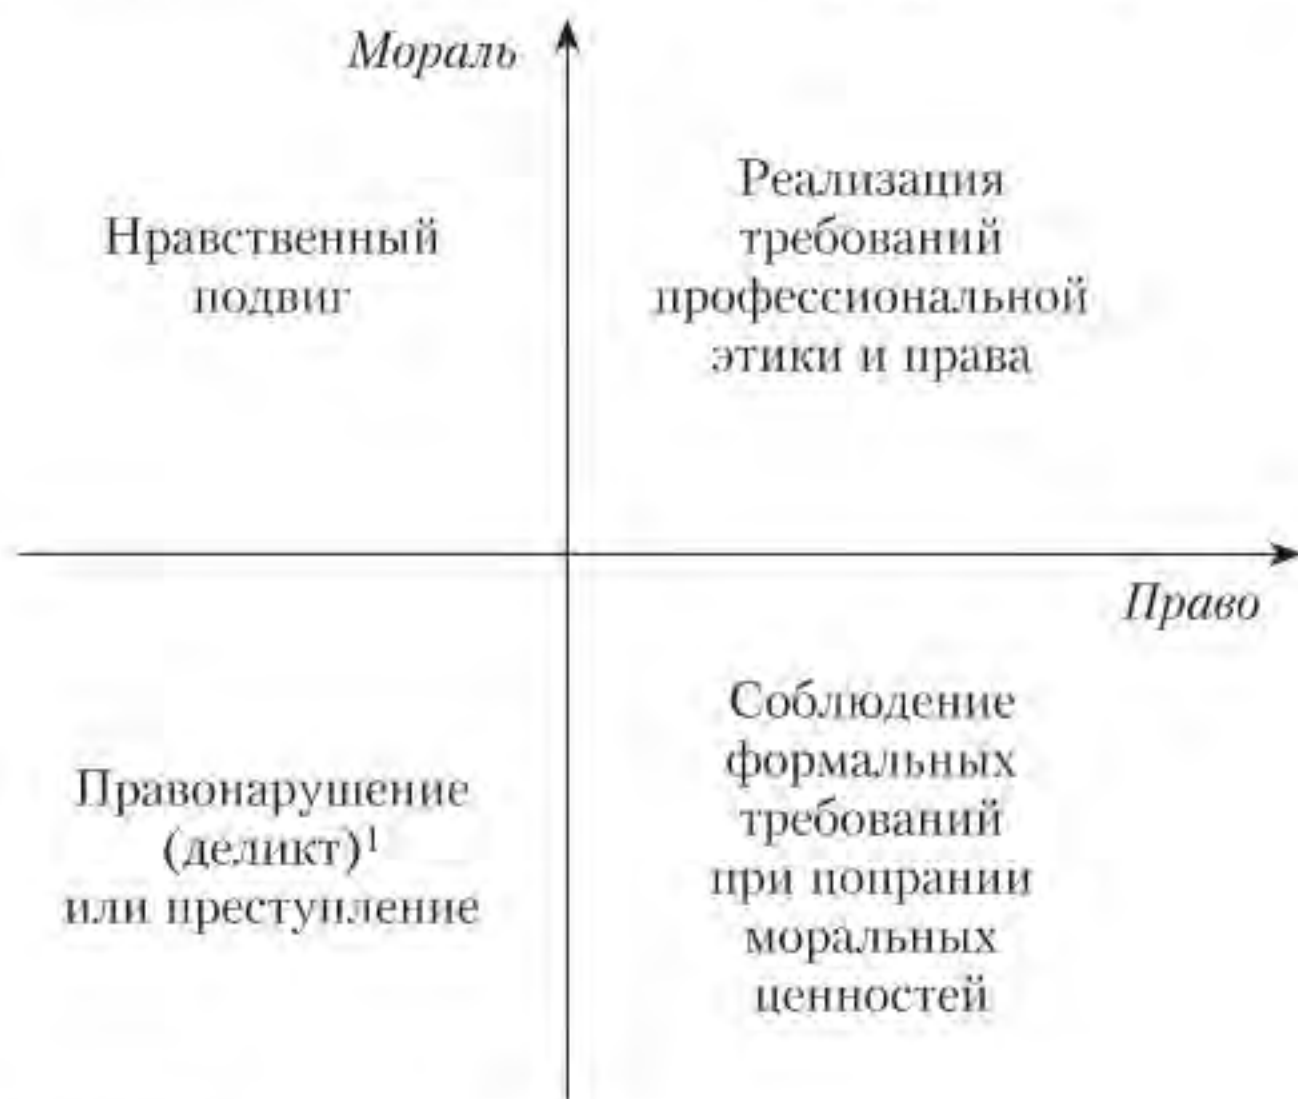 Мораль
Нравственный
подвиг
Реализация
требований
профессиональной
этики и права
Право
Правонарушение
(деликт)¹
или преступление
Соблюдение
формальных
требований
при попрании
моральных
ценностей